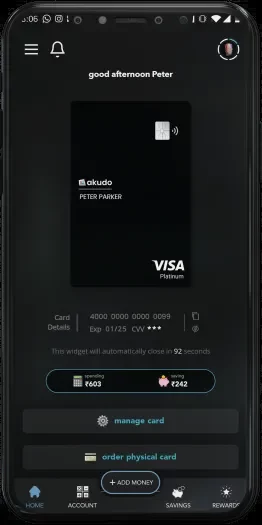 5:06
good afternoon Peter
akudo
PETER PARKER
VISA
Platinum
Card Details
4000 0000 0000 0099
Exp 01/25 CVV ***
This widget will automatically close in 92 seconds
spending
₹603
saving
₹242
manage card
order physical card
+ ADD MONEY
HOME
ACCOUNT
SAVINGS
REWARDS